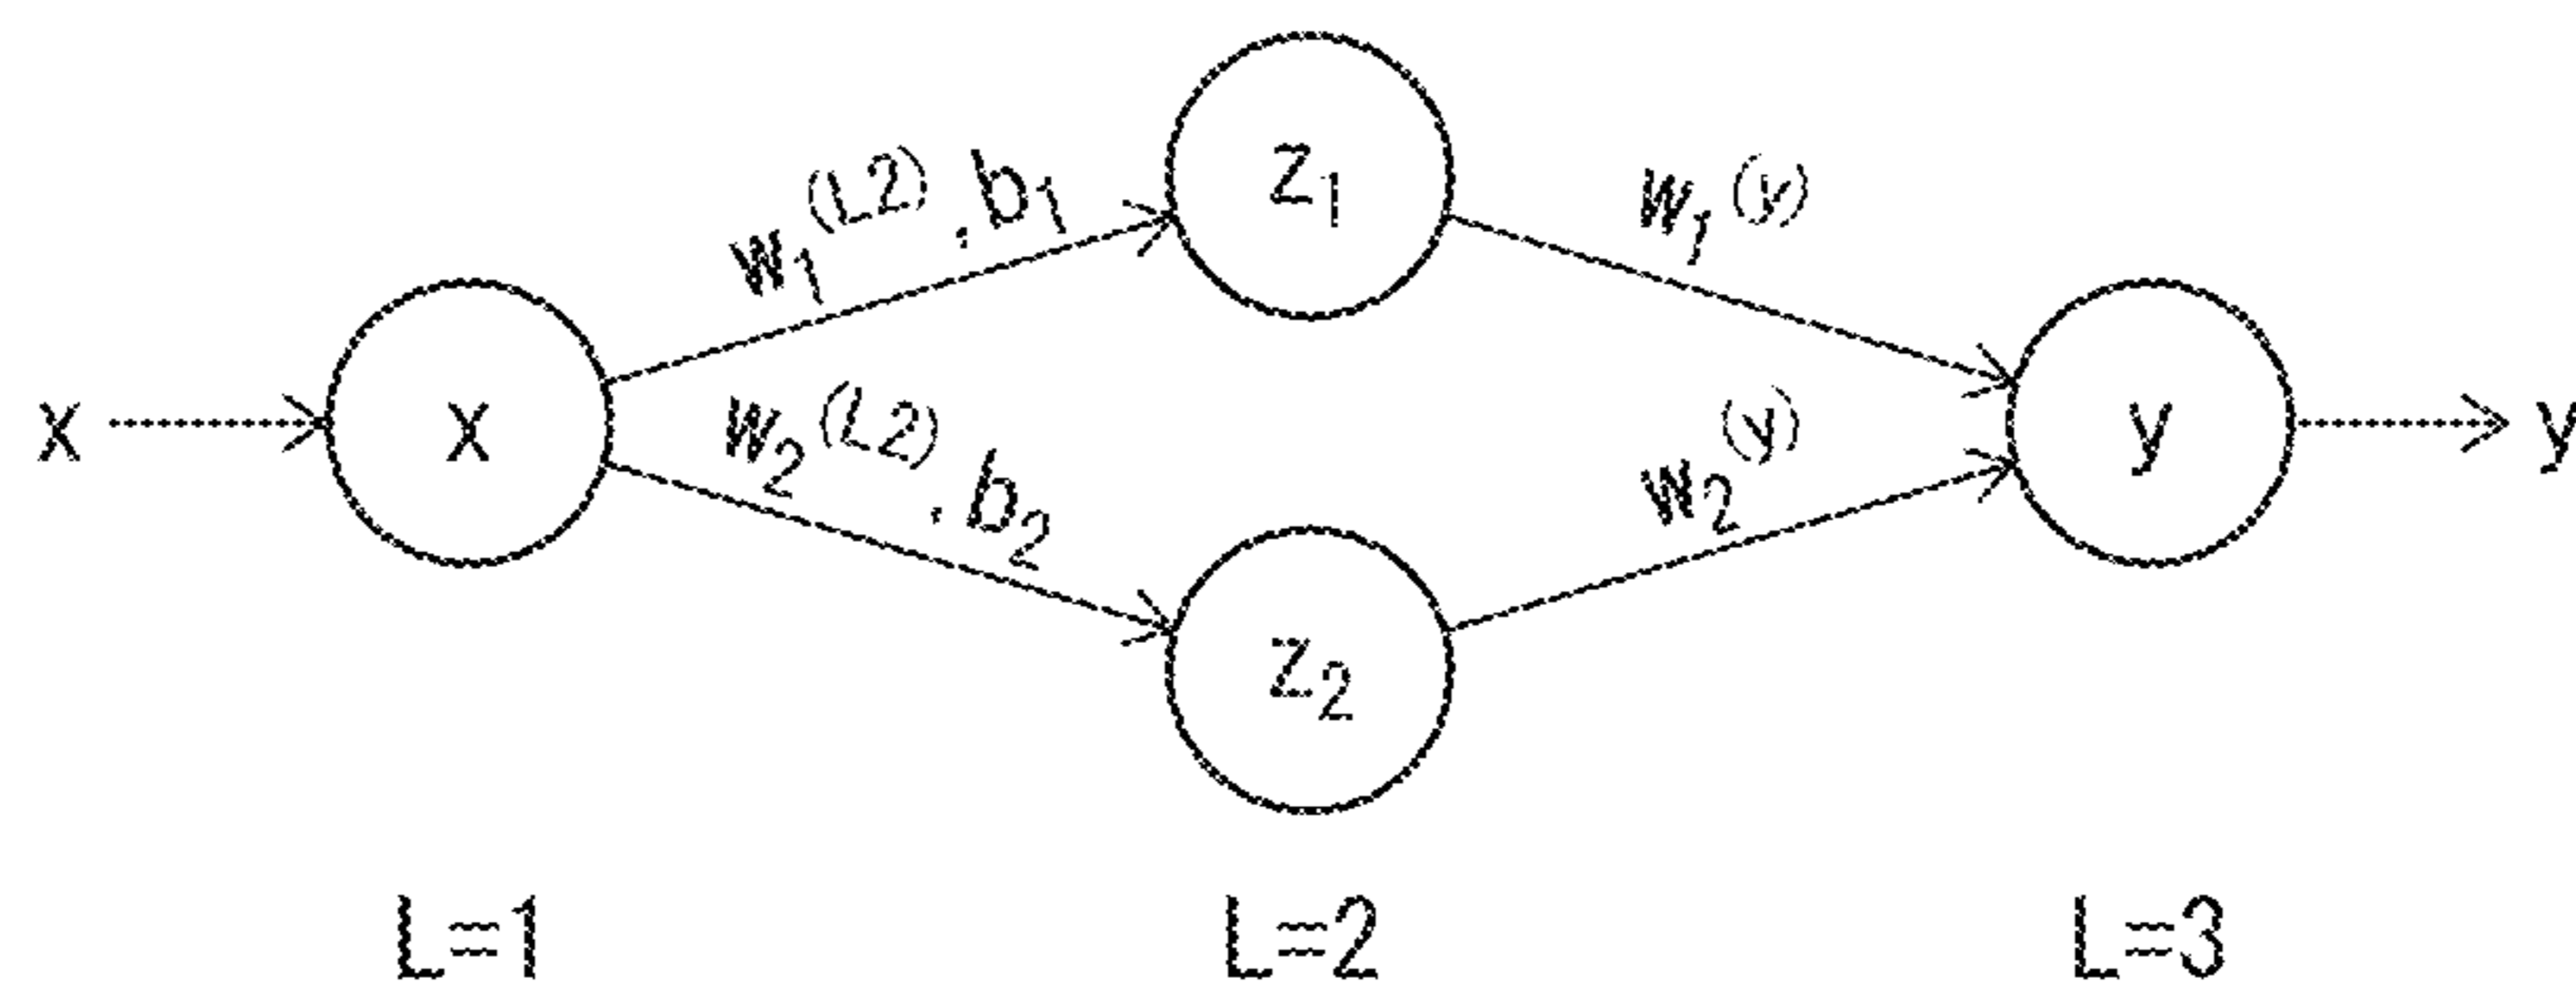 z₁
w₁⁽ᴸ²⁾, b₁
w₁⁽ʸ⁾
x
x
w₂⁽ᴸ²⁾, b₂
w₂⁽ʸ⁾
y
y
z₂
L=1
L=2
L=3